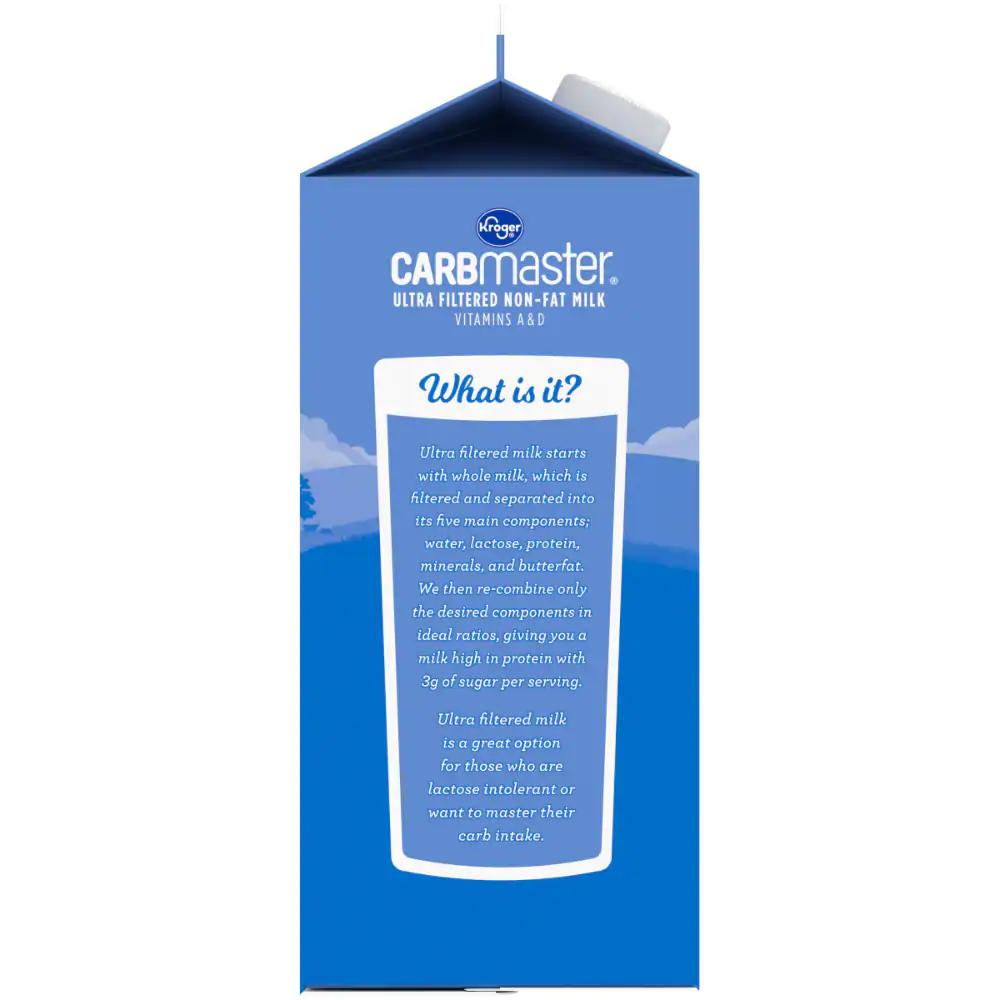 Kroger®
CARBmaster®
ULTRA FILTERED NON-FAT MILK
VITAMINS A & D
What is it?
Ultra filtered milk starts
with whole milk, which is
filtered and separated into
its five main components;
water, lactose, protein,
minerals, and butterfat.
We then re-combine only
the desired components in
ideal ratios, giving you a
milk high in protein with
3g of sugar per serving.
Ultra filtered milk
is a great option
for those who are
lactose intolerant or
want to master their
carb intake.